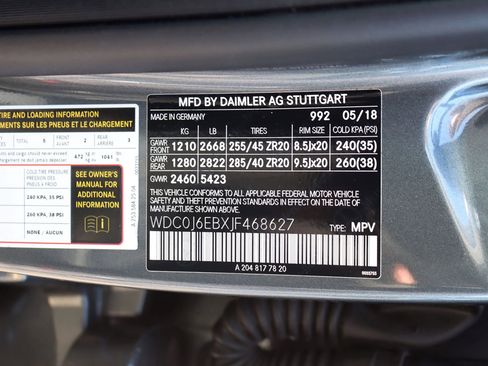 TIRE AND LOADING INFORMATION
5 2 3
FRONT AVANT
REAR ARRIÈRE
472 kg 1041 lbs
COLD TIRE PRESSURE
240 KPA, 35 PSI
260 KPA, 38 PSI
NONE / AUCUN
SEE OWNER'S
MANUAL FOR
ADDITIONAL
INFORMATION
MFD BY DAIMLER AG STUTTGART
MADE IN GERMANY 992 05/18
KG LB TIRES RIM SIZE COLD KPA (PSI)
GAWR FRONT 1210 2668 255/45 ZR20 8.5Jx20 240(35)
GAWR REAR 1280 2822 285/40 ZR20 9.5Jx20 260(38)
GVWR 2460 5423
THIS VEHICLE CONFORMS TO ALL APPLICABLE FEDERAL MOTOR VEHICLE
SAFETY STANDARDS IN EFFECT ON THE DATE OF
MANUFACTURE SHOWN ABOVE.
WDC0J6EBXJF468627 TYPE: MPV
A 204 817 78 20